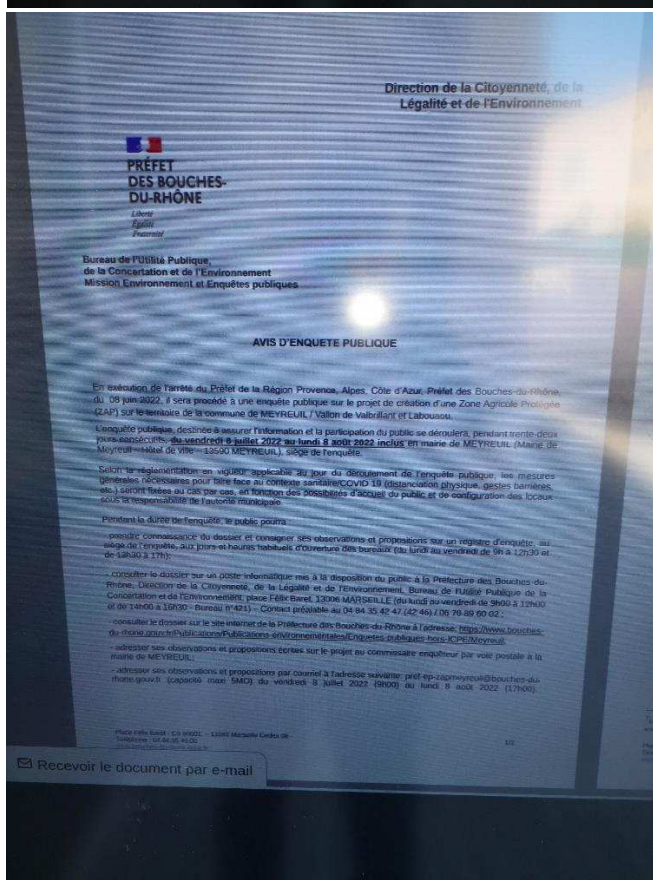 Direction de la Citoyenneté, de la
Légalité et de l'Environnement
PRÉFET
DES BOUCHES-
DU-RHÔNE
Liberté
Égalité
Fraternité
Bureau de l'Utilité Publique,
de la Concertation et de l'Environnement
Mission Environnement et Enquêtes publiques
AVIS D'ENQUETE PUBLIQUE
En exécution de l'arrêté du Préfet de la Région Provence, Alpes, Côte d'Azur, Préfet des Bouches-du-Rhône,
du 08 juin 2022, il sera procédé à une enquête publique sur le projet de création d'une Zone Agricole Protégée
(ZAP) sur le territoire de la commune de MEYREUIL / Vallon de Valbrillant et Labouaou.
L'enquête publique, destinée à assurer l'information et la participation du public se déroulera, pendant trente-deux
jours consécutifs, du vendredi 8 juillet 2022 au lundi 8 août 2022 inclus en mairie de MEYREUIL (Mairie de
Meyreuil – Hôtel de ville – 13590 MEYREUIL), siège de l'enquête.
Selon la réglementation en vigueur applicable au jour du déroulement de l'enquête publique, les mesures
générales nécessaires pour faire face au contexte sanitaire/COVID 19 (distanciation physique, gestes barrières,
etc.) seront fixées au cas par cas, en fonction des possibilités d'accueil du public et de configuration des locaux
sous la responsabilité de l'autorité municipale.
Pendant la durée de l'enquête, le public pourra :
- prendre connaissance du dossier et consigner ses observations et propositions sur un registre d'enquête, au
siège de l'enquête, aux jours et heures habituels d'ouverture des bureaux (du lundi au vendredi de 9h à 12h30 et
de 13h30 à 17h);
- consulter le dossier sur un poste informatique mis à la disposition du public à la Préfecture des Bouches-du-
Rhône, Direction de la Citoyenneté, de la Légalité et de l'Environnement, Bureau de l'Utilité Publique de la
Concertation et de l'Environnement, place Félix Baret, 13006 MARSEILLE (du lundi au vendredi de 9h00 à 12h00
et de 14h00 à 16h30 - Bureau n°421) – Contact préalable au 04 84 35 42 47 (42 46) / 06 78 89 60 02 ;
- consulter le dossier sur le site internet de la Préfecture des Bouches-du-Rhône à l'adresse: https://www.bouches-
du-rhone.gouv.fr/Publications/Publications-environnementales/Enquetes-publiques-hors-ICPE/Meyreuil;
- adresser ses observations et propositions écrites sur le projet au commissaire enquêteur par voie postale à la
mairie de MEYREUIL;
- adresser ses observations et propositions par courriel à l'adresse suivante: pref-ep-zapmeyreuil@bouches-du-
rhone.gouv.fr (capacité maxi 5MO) du vendredi 8 juillet 2022 (9h00) au lundi 8 août 2022 (17h00).
Place Félix Baret - CS 80001 – 13282 Marseille Cedex 06
Téléphone : 04.84.35.40.00
1/2
Recevoir le document par e-mail